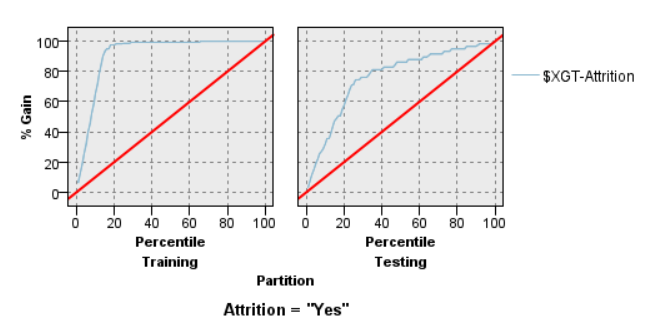 % Gain
100
80
60
40
20
0
0 20 40 60 80 100
0 20 40 60 80 100
Percentile
Percentile
Training
Testing
Partition
Attrition = "Yes"
$XGT-Attrition